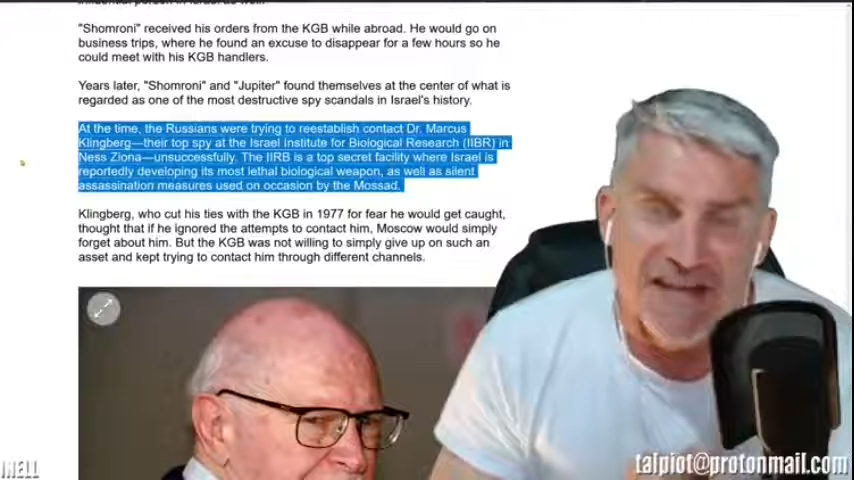 "Shomroni" received his orders from the KGB while abroad. He would go on
business trips, where he found an excuse to disappear for a few hours so he
could meet with his KGB handlers.
Years later, "Shomroni" and "Jupiter" found themselves at the center of what is
regarded as one of the most destructive spy scandals in Israel's history.
At the time, the Russians were trying to reestablish contact Dr. Marcus
Klingberg—their top spy at the Israel Institute for Biological Research (IIBR) in
Ness Ziona—unsuccessfully. The IIRB is a top secret facility where Israel is
reportedly developing its most lethal biological weapon, as well as silent
assassination measures used on occasion by the Mossad.
Klingberg, who cut his ties with the KGB in 1977 for fear he would get caught,
thought that if he ignored the attempts to contact him, Moscow would simply
forget about him. But the KGB was not willing to simply give up on such an
asset and kept trying to contact him through different channels.
talpiot@protonmail.com